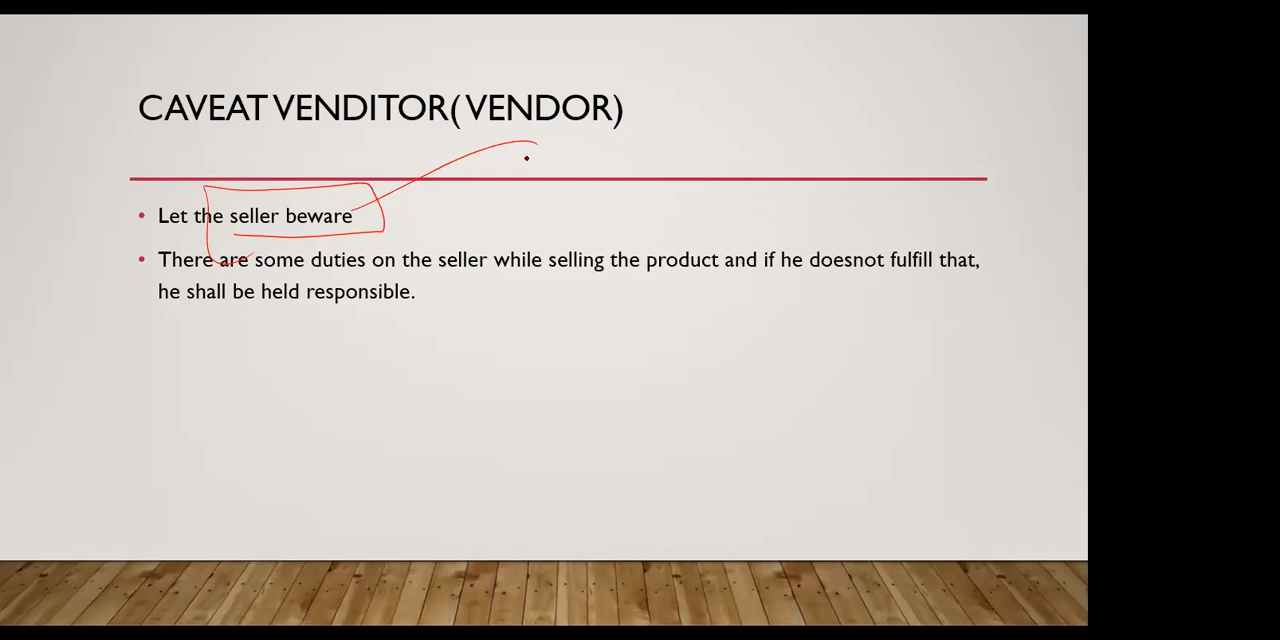 CAVEAT VENDITOR( VENDOR)
• Let the seller beware
• There are some duties on the seller while selling the product and if he doesnot fulfill that,
he shall be held responsible.